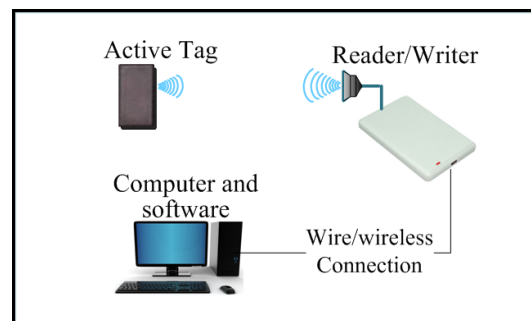 Active Tag
Reader/Writer
Computer and
software
Wire/wireless
Connection